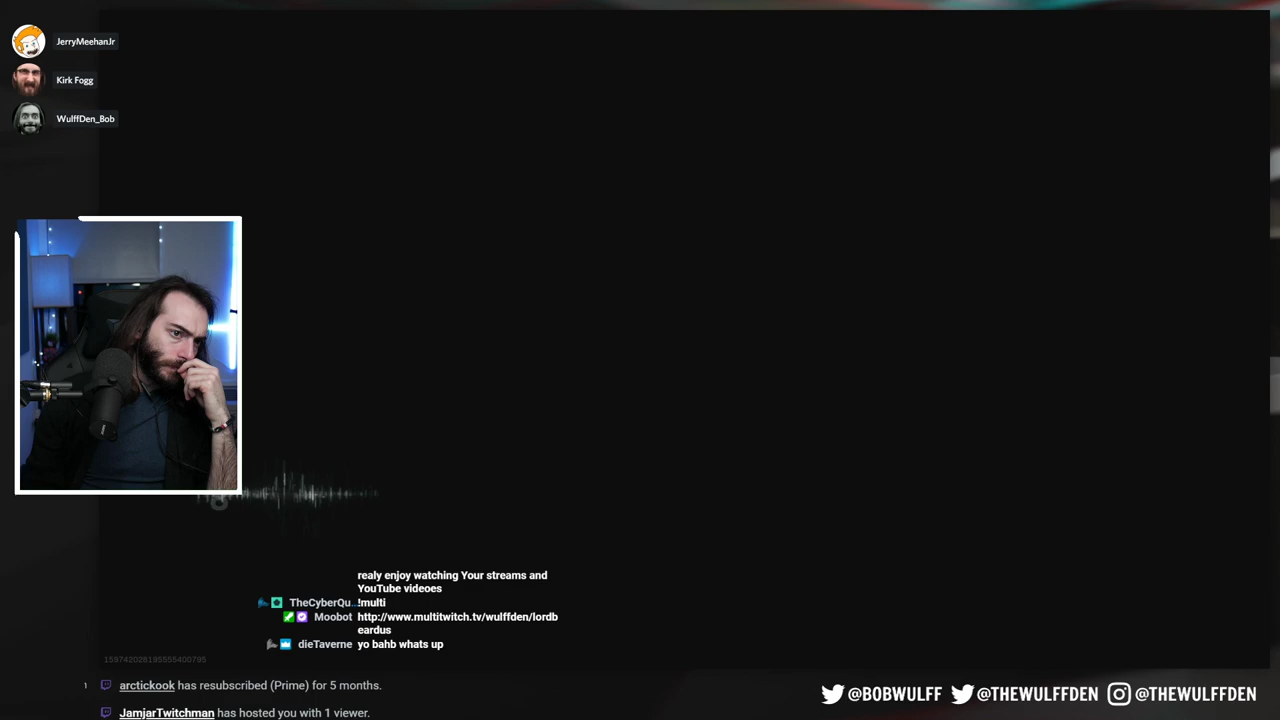 JerryMeehanJr
Kirk Fogg
WulffDen_Bob
realy enjoy watching Your streams and
YouTube videoes
TheCyberQu... !multi
Moobot http://www.multitwitch.tv/wulffden/lordb
eardus
dieTaverne yo bahb whats up
159742028195555400795
1 arctickook has resubscribed (Prime) for 5 months.
JamjarTwitchman has hosted you with 1 viewer.
@BOBWULFF @THEWULFFDEN @THEWULFFDEN